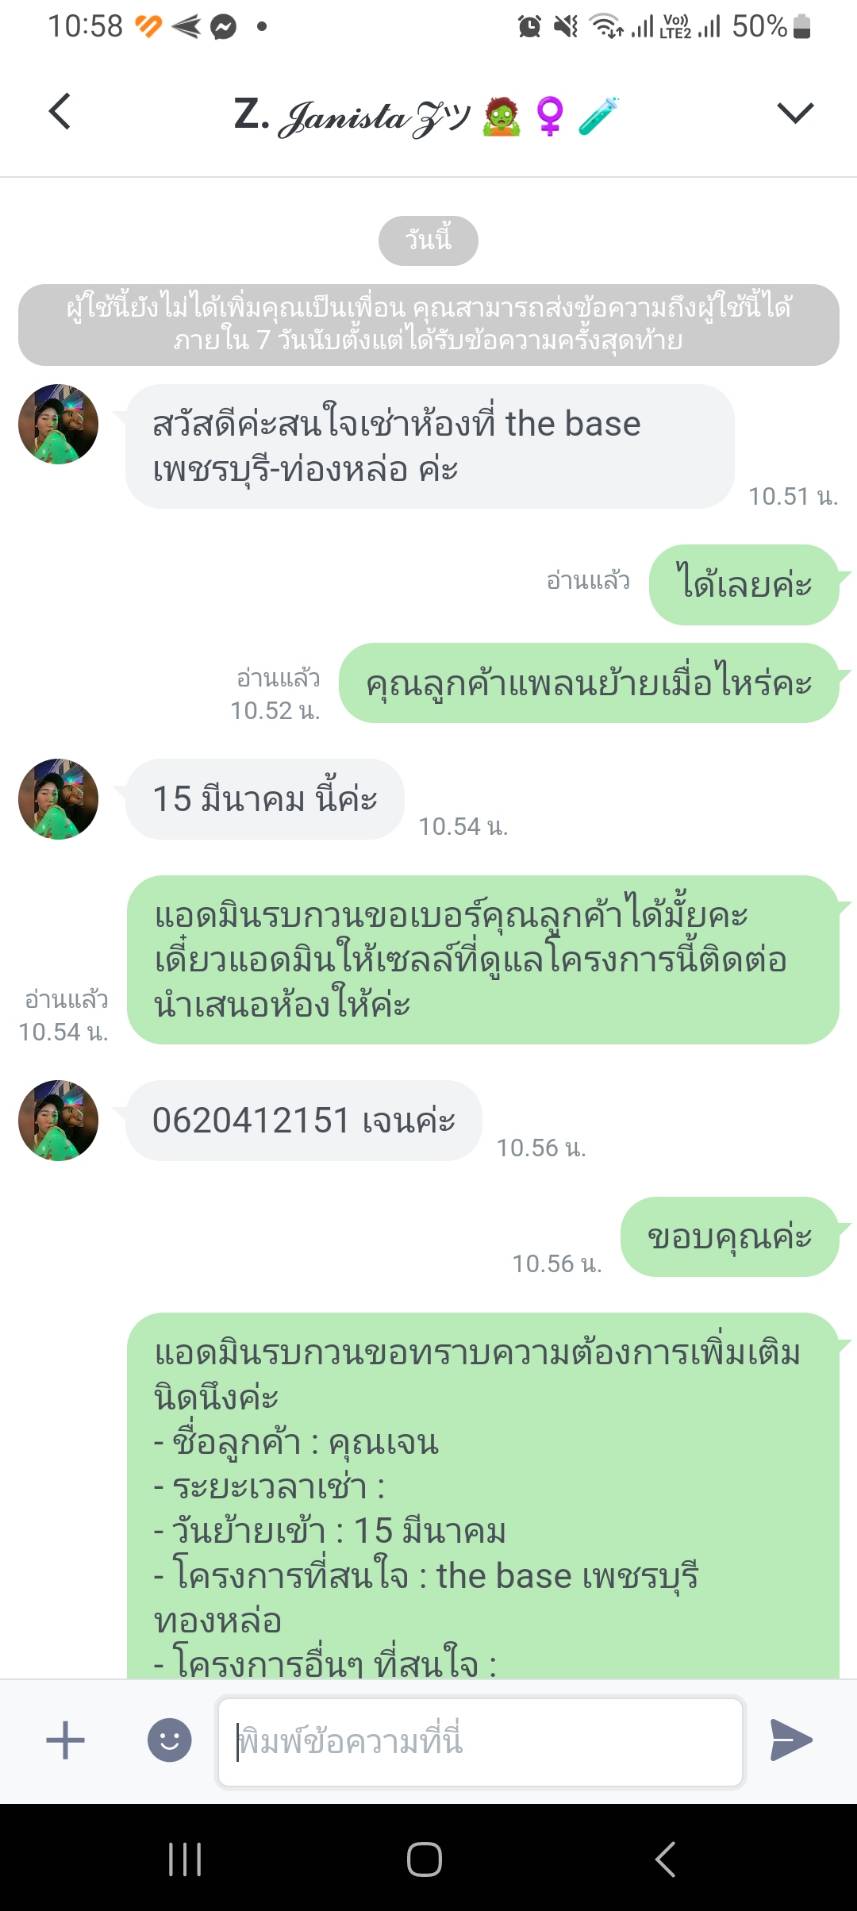 10:58
Vo))
LTE2
50%
Z. 𝒥𝒶𝓃𝒾𝓈𝓉𝒶 𝒵ツ 🧟‍♀️🧪
วันนี้
ผู้ใช้นี้ยังไม่ได้เพิ่มคุณเป็นเพื่อน คุณสามารถส่งข้อความถึงผู้ใช้นี้ได้
ภายใน 7 วันนับตั้งแต่ได้รับข้อความครั้งสุดท้าย
สวัสดีค่ะสนใจเช่าห้องที่ the base
เพชรบุรี-ท่องหล่อ ค่ะ
10.51 น.
อ่านแล้ว
ได้เลยค่ะ
อ่านแล้ว
10.52 น.
คุณลูกค้าแพลนย้ายเมื่อไหร่คะ
15 มีนาคม นี้ค่ะ
10.54 น.
แอดมินรบกวนขอเบอร์คุณลูกค้าได้มั้ยคะ
เดี๋ยวแอดมินให้เซลล์ที่ดูแลโครงการนี้ติดต่อ
นำเสนอห้องให้ค่ะ
อ่านแล้ว
10.54 น.
0620412151 เจนค่ะ
10.56 น.
ขอบคุณค่ะ
10.56 น.
แอดมินรบกวนขอทราบความต้องการเพิ่มเติม
นิดนึงค่ะ
- ชื่อลูกค้า : คุณเจน
- ระยะเวลาเช่า :
- วันย้ายเข้า : 15 มีนาคม
- โครงการที่สนใจ : the base เพชรบุรี
ทองหล่อ
- โครงการอื่นๆ ที่สนใจ :
พิมพ์ข้อความที่นี่